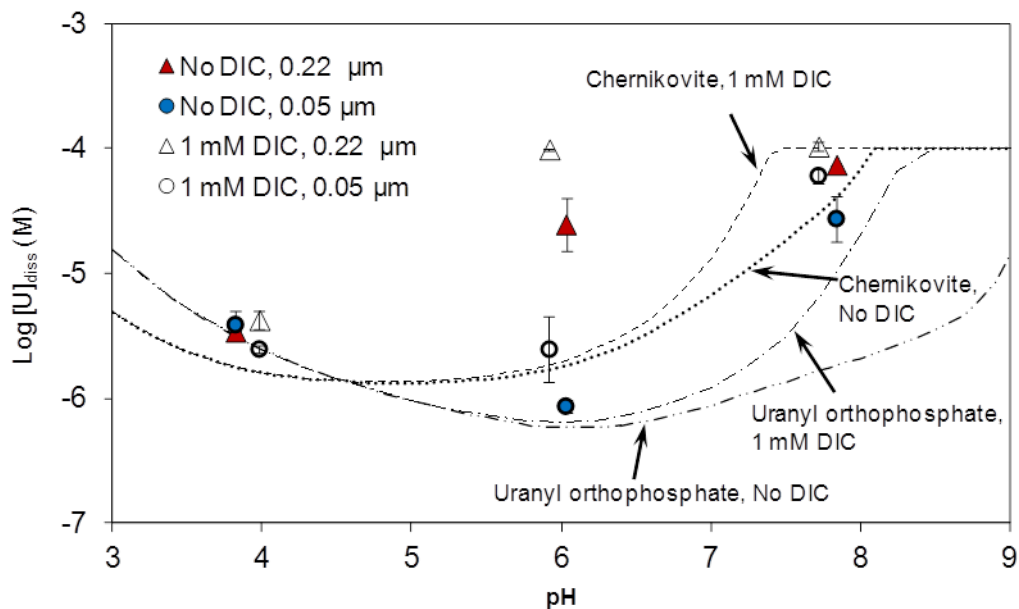 -3
-4
-5
-6
-7
Log [U]diss (M)
No DIC, 0.22 µm
No DIC, 0.05 µm
1 mM DIC, 0.22 µm
1 mM DIC, 0.05 µm
Chernikovite, 1 mM DIC
Chernikovite,
No DIC
Uranyl orthophosphate,
1 mM DIC
Uranyl orthophosphate, No DIC
3 4 5 6 7 8 9
pH